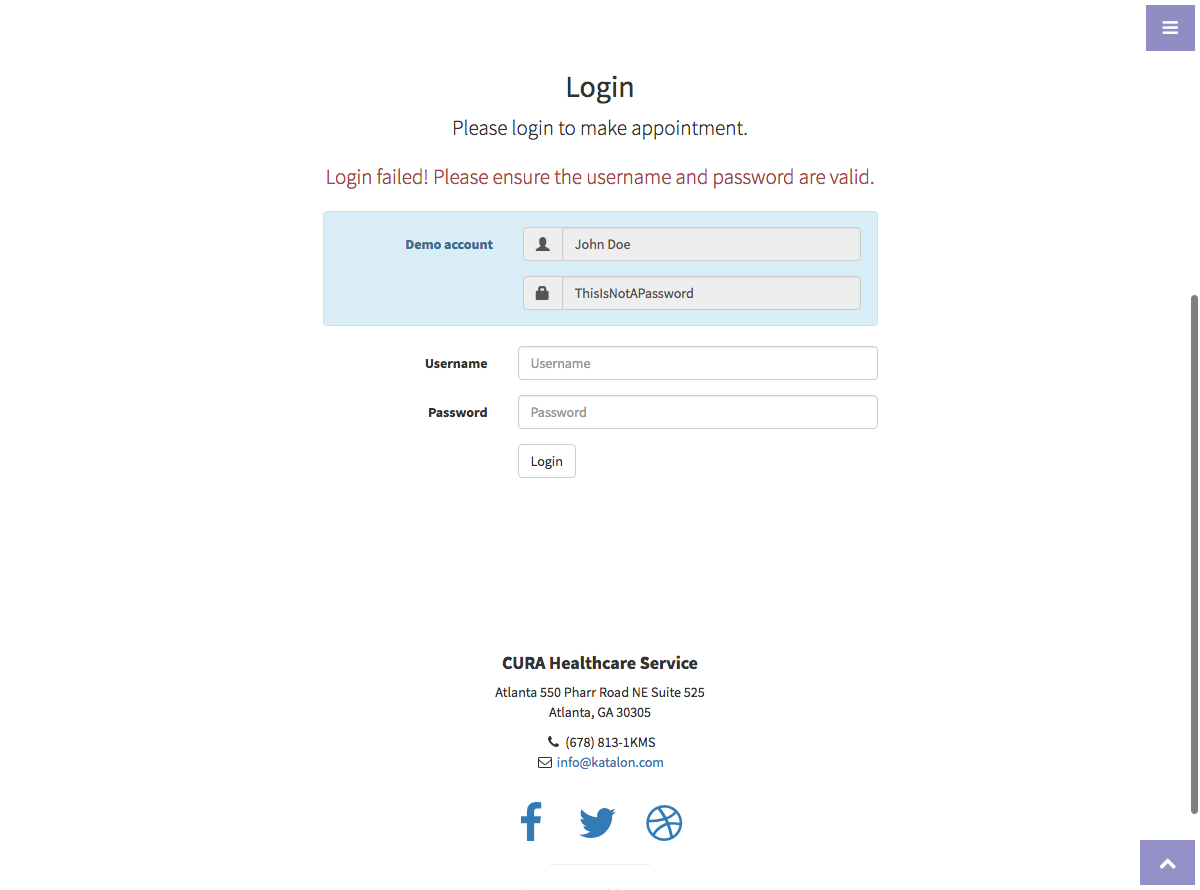 Login
Please login to make appointment.
Login failed! Please ensure the username and password are valid.
Demo account
John Doe
ThisIsNotAPassword
Username
Username
Password
Password
Login
CURA Healthcare Service
Atlanta 550 Pharr Road NE Suite 525
Atlanta, GA 30305
(678) 813-1KMS
info@katalon.com